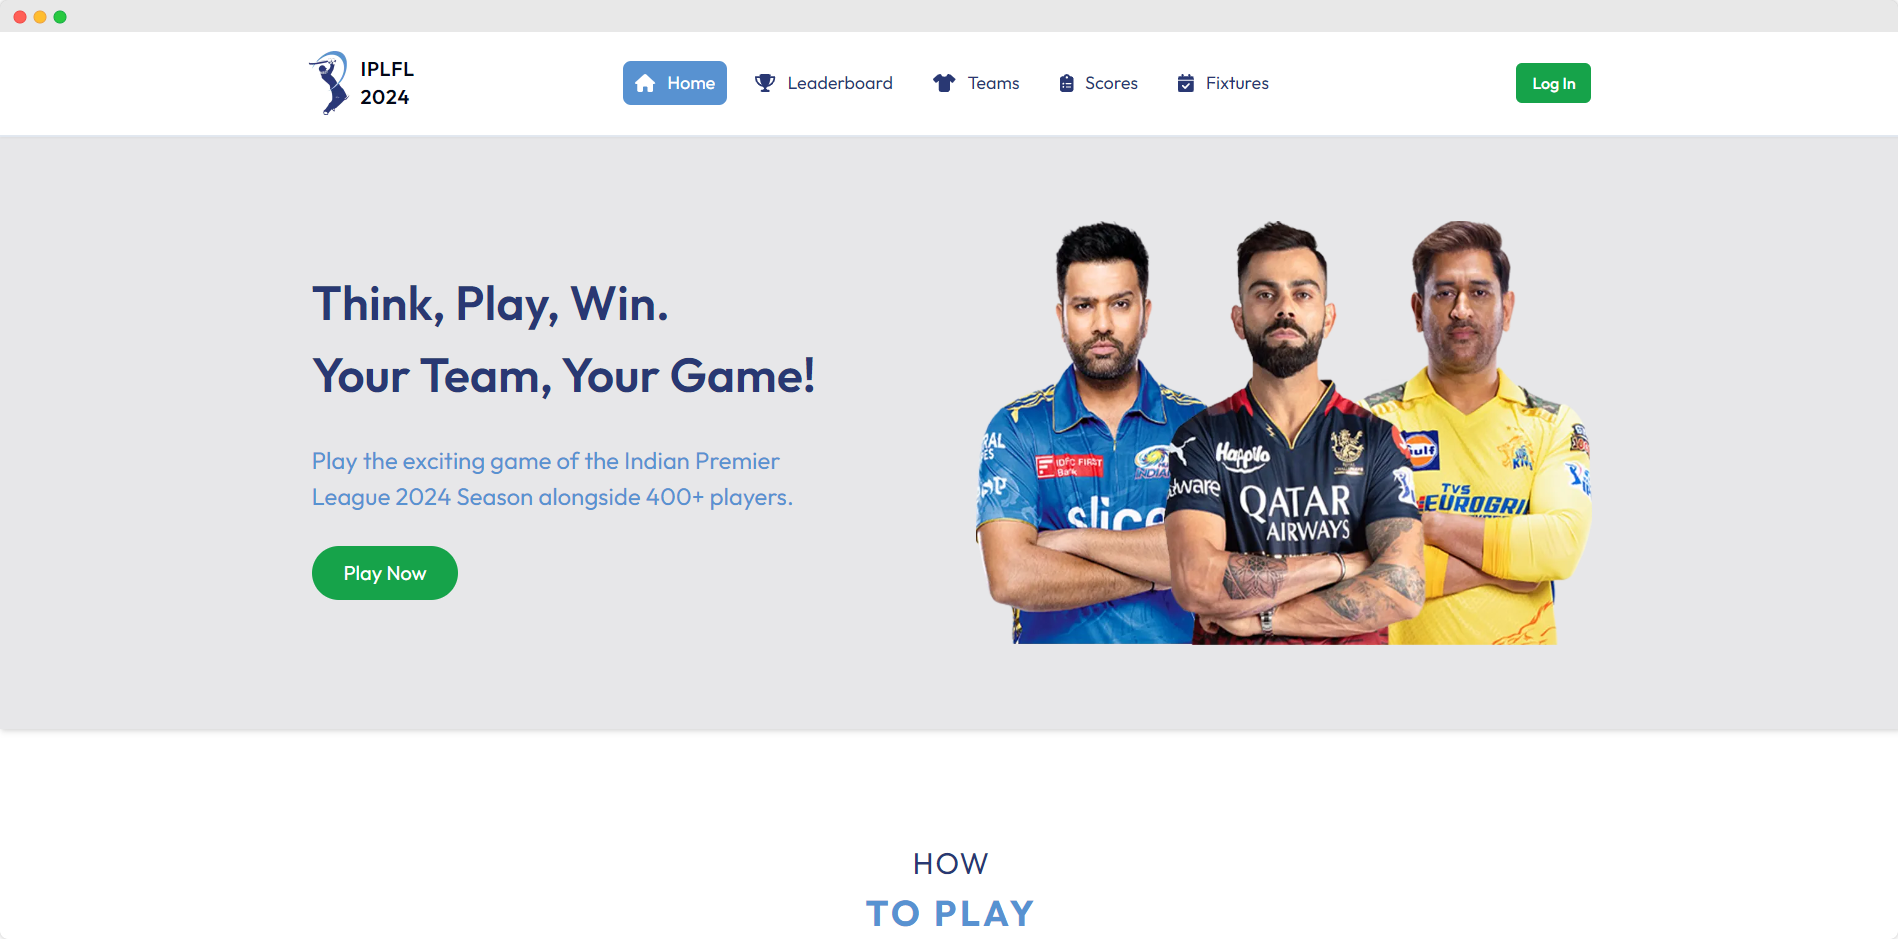 IPLFL
2024
Home
Leaderboard
Teams
Scores
Fixtures
Log In
Think, Play, Win.
Your Team, Your Game!
Play the exciting game of the Indian Premier
League 2024 Season alongside 400+ players.
Play Now
IDFC FIRST
Bank
INDIANS
slice
Happilo
QATAR
AIRWAYS
Gulf
TVS
EUROGRIP
HOW
TO PLAY